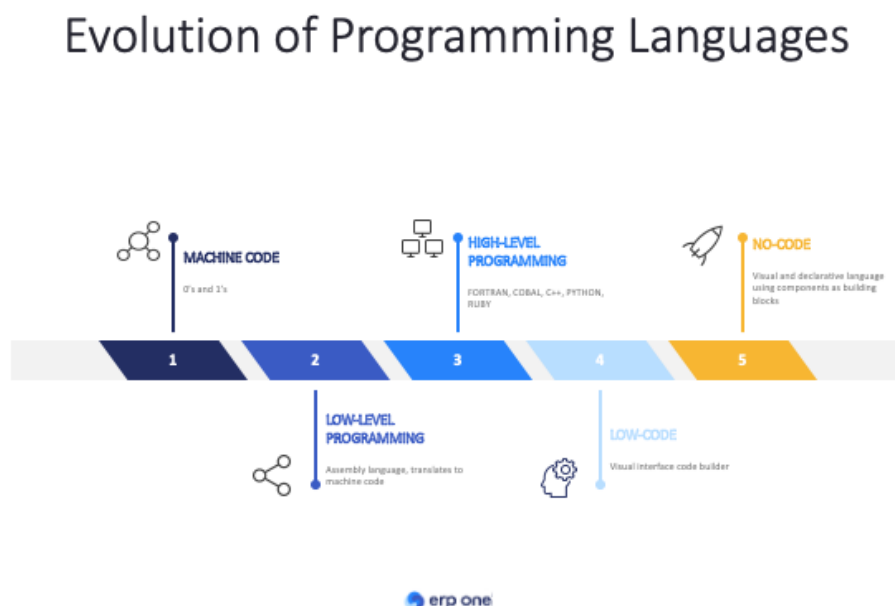 Evolution of Programming Languages
MACHINE CODE
0's and 1's
HIGH-LEVEL
PROGRAMMING
FORTRAN, COBAL, C++, PYTHON,
RUBY
NO-CODE
Visual and declarative language
using components as building
blocks
1
2
3
4
5
LOW-LEVEL
PROGRAMMING
Assembly language, translates to
machine code
LOW-CODE
Visual interface code builder
erp one